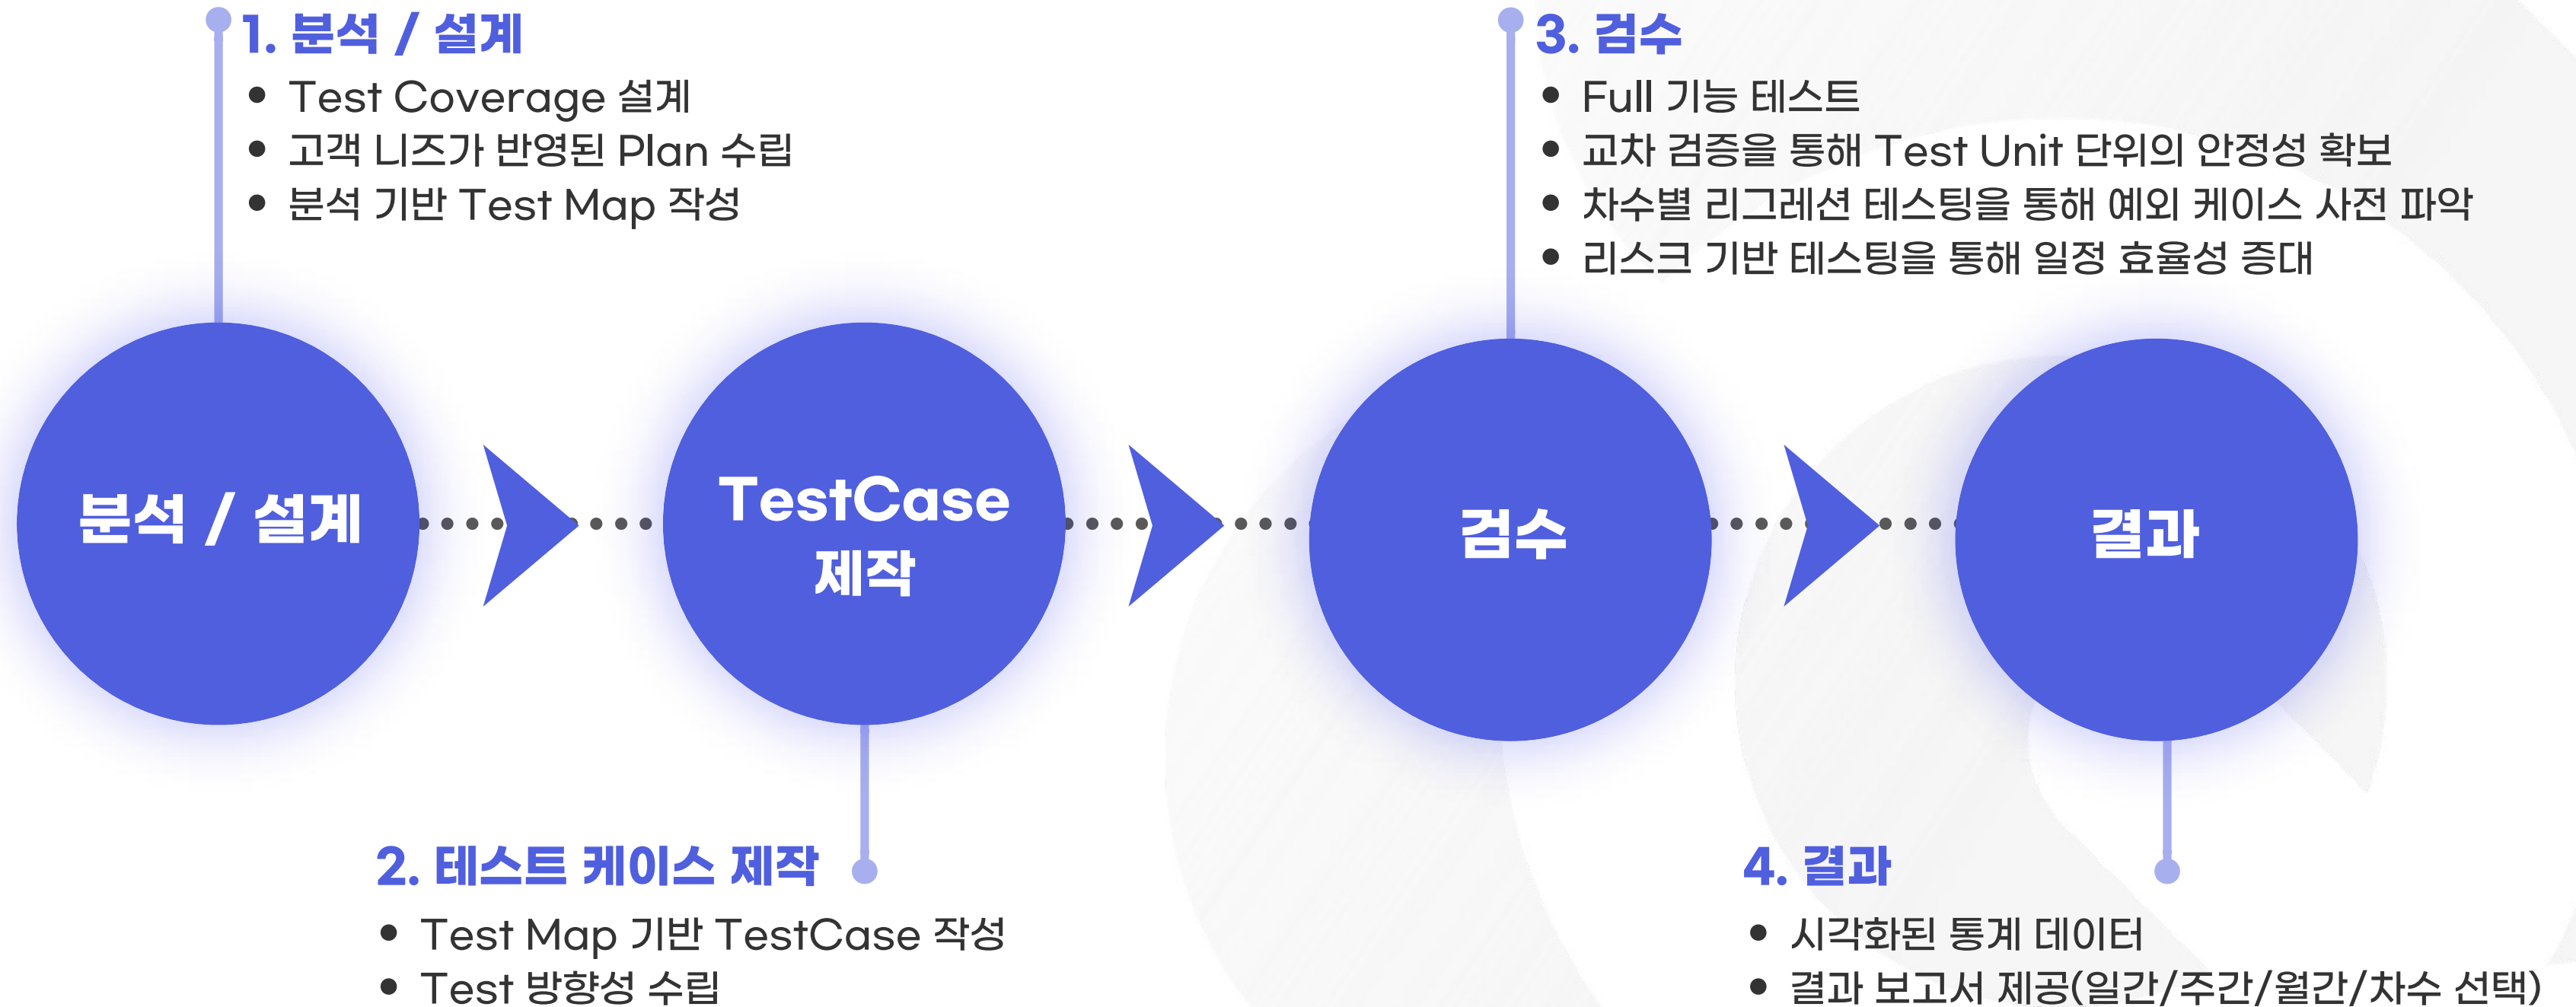 1. 분석 / 설계
• Test Coverage 설계
• 고객 니즈가 반영된 Plan 수립
• 분석 기반 Test Map 작성
3. 검수
• Full 기능 테스트
• 교차 검증을 통해 Test Unit 단위의 안정성 확보
• 차수별 리그레션 테스팅을 통해 예외 케이스 사전 파악
• 리스크 기반 테스팅을 통해 일정 효율성 증대
분석 / 설계
TestCase
제작
검수
결과
2. 테스트 케이스 제작
• Test Map 기반 TestCase 작성
• Test 방향성 수립
4. 결과
• 시각화된 통계 데이터
• 결과 보고서 제공(일간/주간/월간/차수 선택)